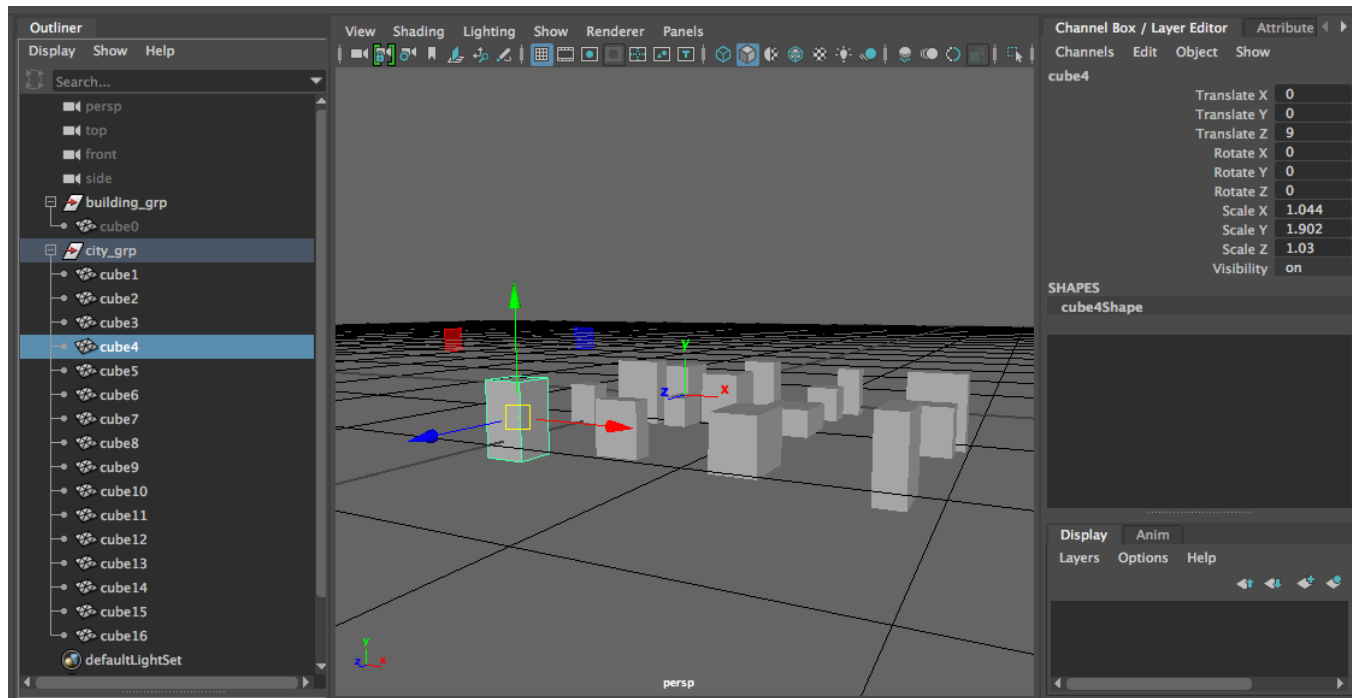 Outliner
Display Show Help
Search...
persp
top
front
side
building_grp
cube0
city_grp
cube1
cube2
cube3
cube4
cube5
cube6
cube7
cube8
cube9
cube10
cube11
cube12
cube13
cube14
cube15
cube16
defaultLightSet
View Shading Lighting Show Renderer Panels
y
z x
y
z x
persp
Channel Box / Layer Editor Attribute
Channels Edit Object Show
cube4
Translate X 0
Translate Y 0
Translate Z 9
Rotate X 0
Rotate Y 0
Rotate Z 0
Scale X 1.044
Scale Y 1.902
Scale Z 1.03
Visibility on
SHAPES
cube4Shape
Display Anim
Layers Options Help